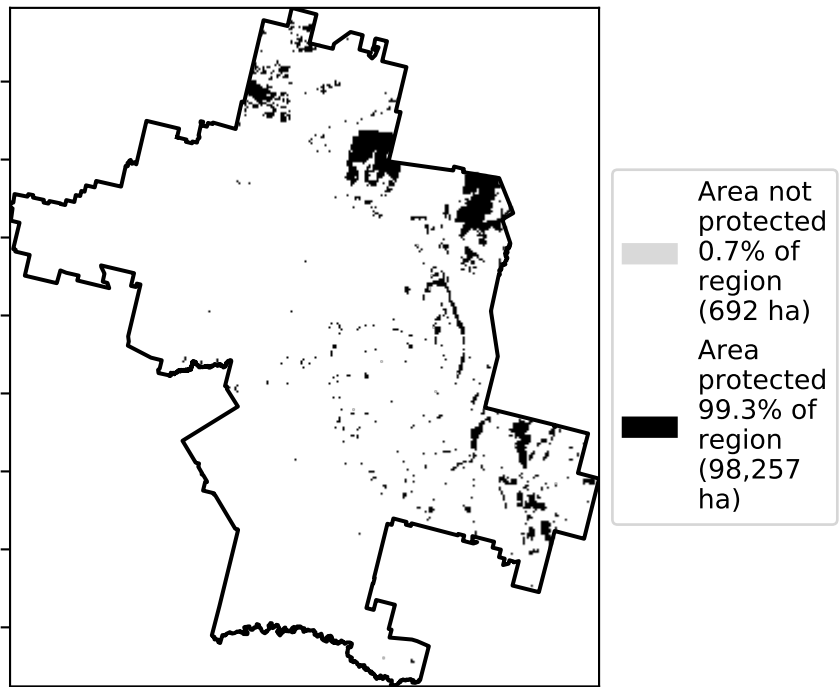 Area not
protected
0.7% of
region
(692 ha)
Area
protected
99.3% of
region
(98,257
ha)